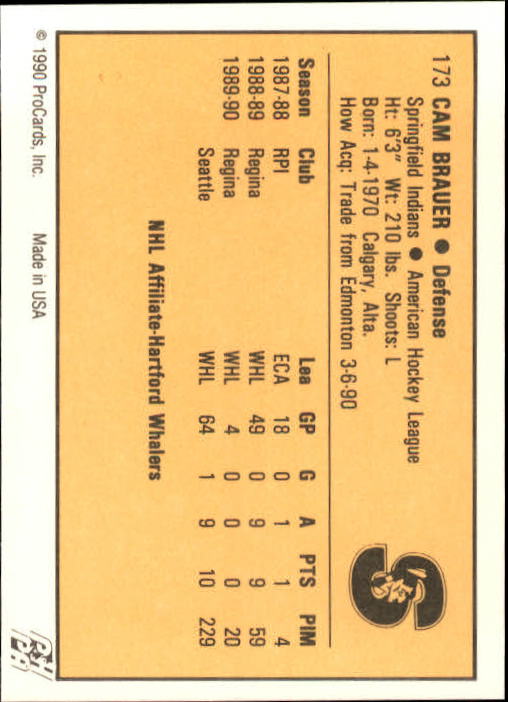 173 CAM BRAUER ● Defense
Springfield Indians ● American Hockey League
Ht: 6'3" Wt: 210 lbs. Shoots: L
Born: 1-4-1970 Calgary, Alta.
How Acq: Trade from Edmonton 3-6-90
Season Club Lea GP G A PTS PIM
1987-88 RPI ECA 18 0 1 1 4
1988-89 Regina WHL 49 0 9 9 59
1989-90 Regina WHL 4 0 0 0 20
Seattle WHL 64 1 9 10 229
NHL Affiliate-Hartford Whalers
© 1990 ProCards, Inc. Made in USA